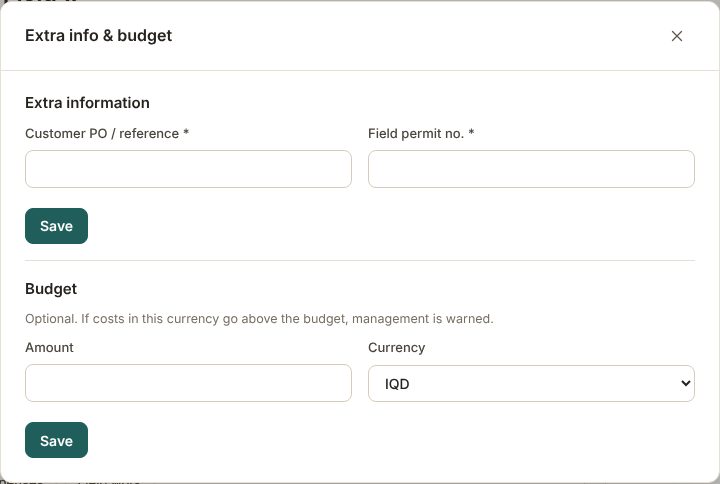 Extra info & budget
Extra information
Customer PO / reference *
Field permit no. *
Save
Budget
Optional. If costs in this currency go above the budget, management is warned.
Amount
Currency
IQD
Save